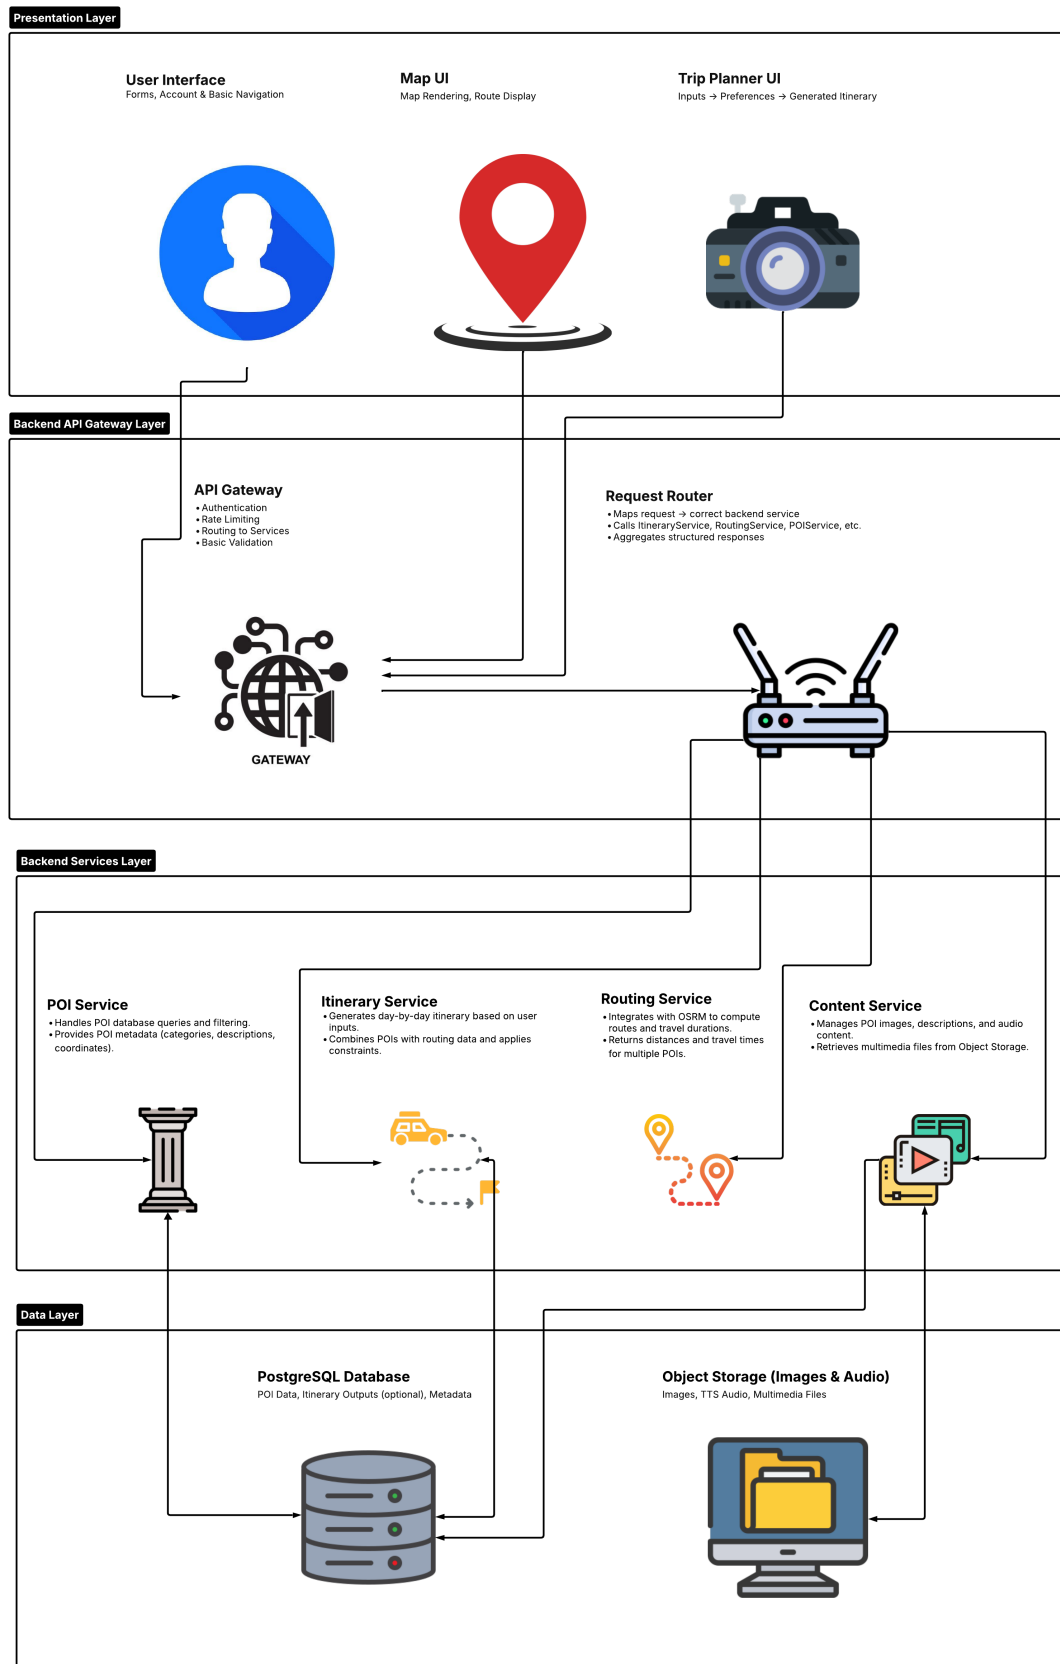 Presentation Layer
User Interface
Forms, Account & Basic Navigation
Map UI
Map Rendering, Route Display
Trip Planner UI
Inputs → Preferences → Generated Itinerary
Backend API Gateway Layer
API Gateway
• Authentication
• Rate Limiting
• Routing to Services
• Basic Validation
Request Router
• Maps request → correct backend service
• Calls ItineraryService, RoutingService, POIService, etc.
• Aggregates structured responses
GATEWAY
Backend Services Layer
POI Service
• Handles POI database queries and filtering.
• Provides POI metadata (categories, descriptions,
coordinates).
Itinerary Service
• Generates day-by-day itinerary based on user
inputs.
• Combines POIs with routing data and applies
constraints.
Routing Service
• Integrates with OSRM to compute
routes and travel durations.
• Returns distances and travel times
for multiple POIs.
Content Service
• Manages POI images, descriptions, and audio
content.
• Retrieves multimedia files from Object Storage.
Data Layer
PostgreSQL Database
POI Data, Itinerary Outputs (optional), Metadata
Object Storage (Images & Audio)
Images, TTS Audio, Multimedia Files